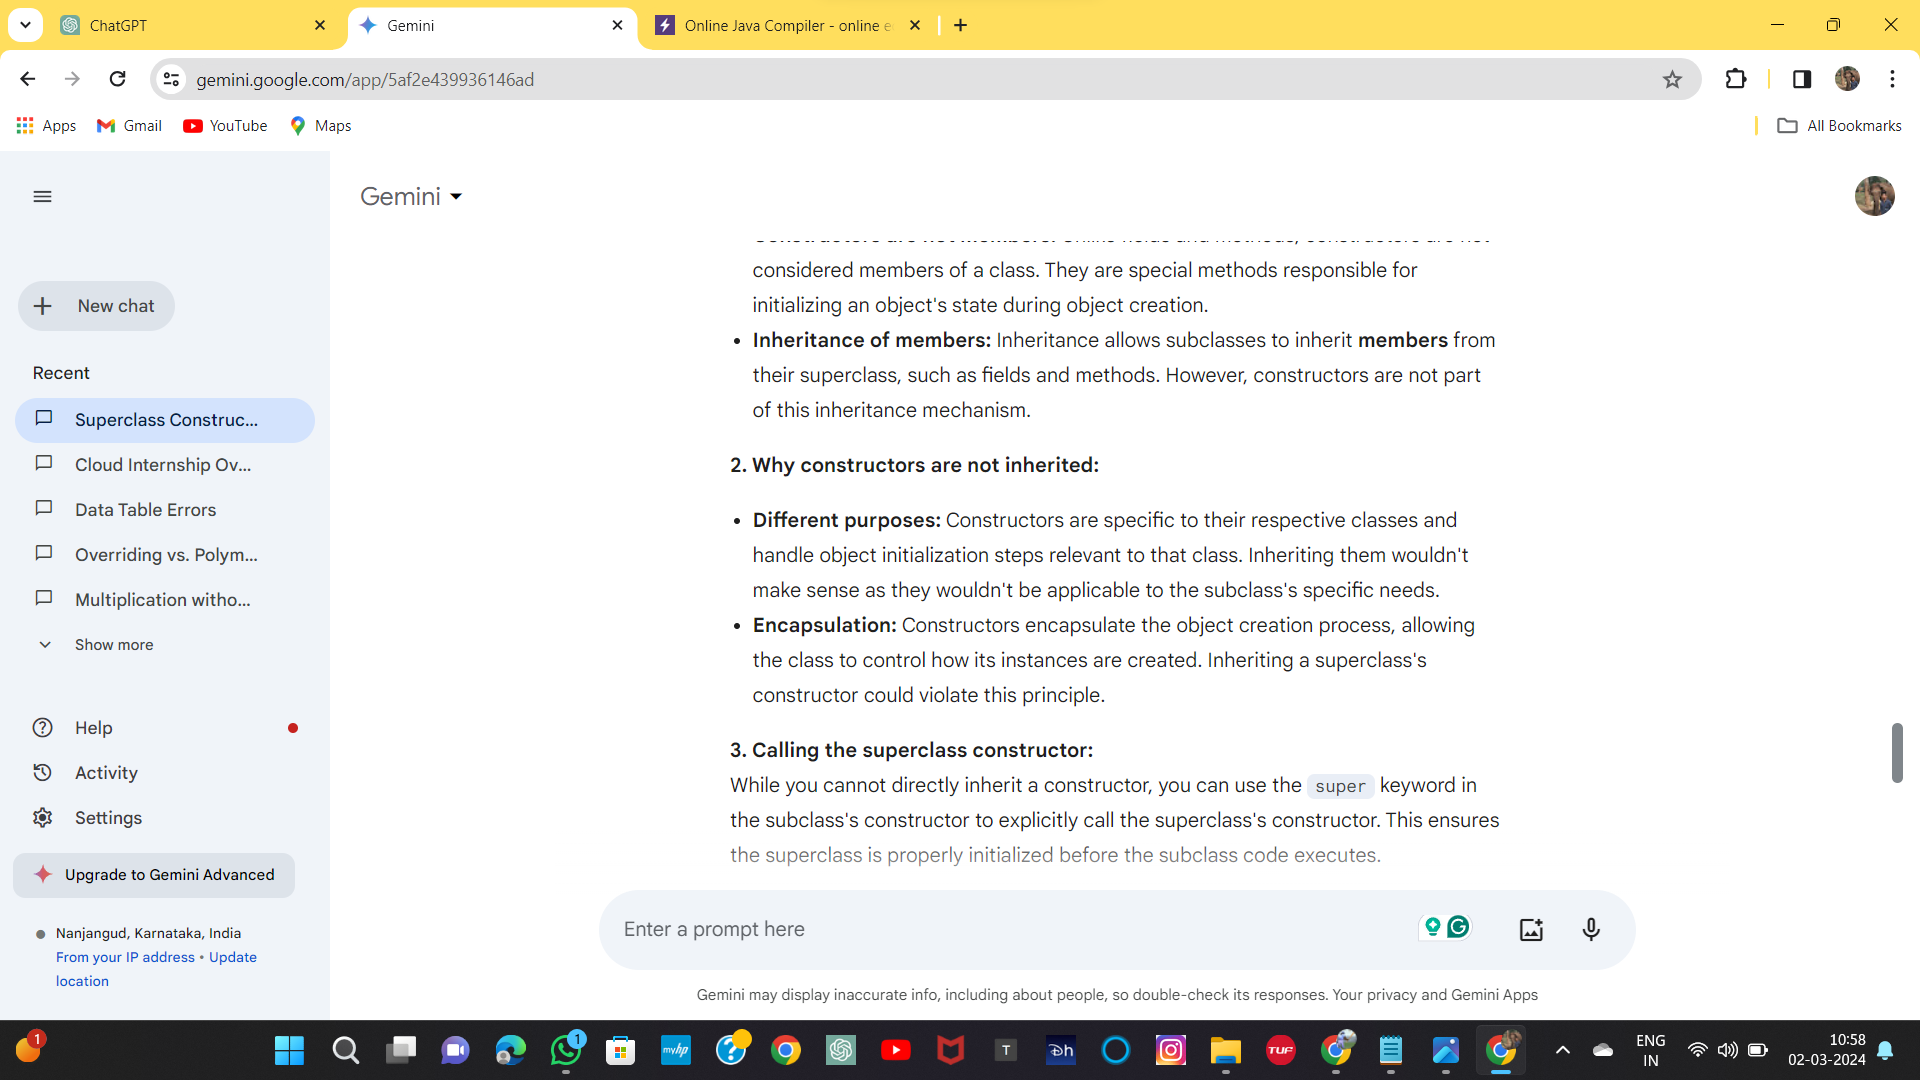 ChatGPT
Gemini
Online Java Compiler - online e
gemini.google.com/app/5af2e439936146ad
Apps
Gmail
YouTube
Maps
All Bookmarks
Gemini
New chat
Recent
Superclass Construc...
Cloud Internship Ov...
Data Table Errors
Overriding vs. Polym...
Multiplication witho...
Show more
Help
Activity
Settings
Upgrade to Gemini Advanced
Nanjangud, Karnataka, India
From your IP address • Update
location
considered members of a class. They are special methods responsible for
initializing an object's state during object creation.
• Inheritance of members: Inheritance allows subclasses to inherit members from
their superclass, such as fields and methods. However, constructors are not part
of this inheritance mechanism.
2. Why constructors are not inherited:
• Different purposes: Constructors are specific to their respective classes and
handle object initialization steps relevant to that class. Inheriting them wouldn't
make sense as they wouldn't be applicable to the subclass's specific needs.
• Encapsulation: Constructors encapsulate the object creation process, allowing
the class to control how its instances are created. Inheriting a superclass's
constructor could violate this principle.
3. Calling the superclass constructor:
While you cannot directly inherit a constructor, you can use the super keyword in
the subclass's constructor to explicitly call the superclass's constructor. This ensures
the superclass is properly initialized before the subclass code executes.
Enter a prompt here
Gemini may display inaccurate info, including about people, so double-check its responses. Your privacy and Gemini Apps
1
1
myhp
T
Dh
TUF
ENG
IN
10:58
02-03-2024